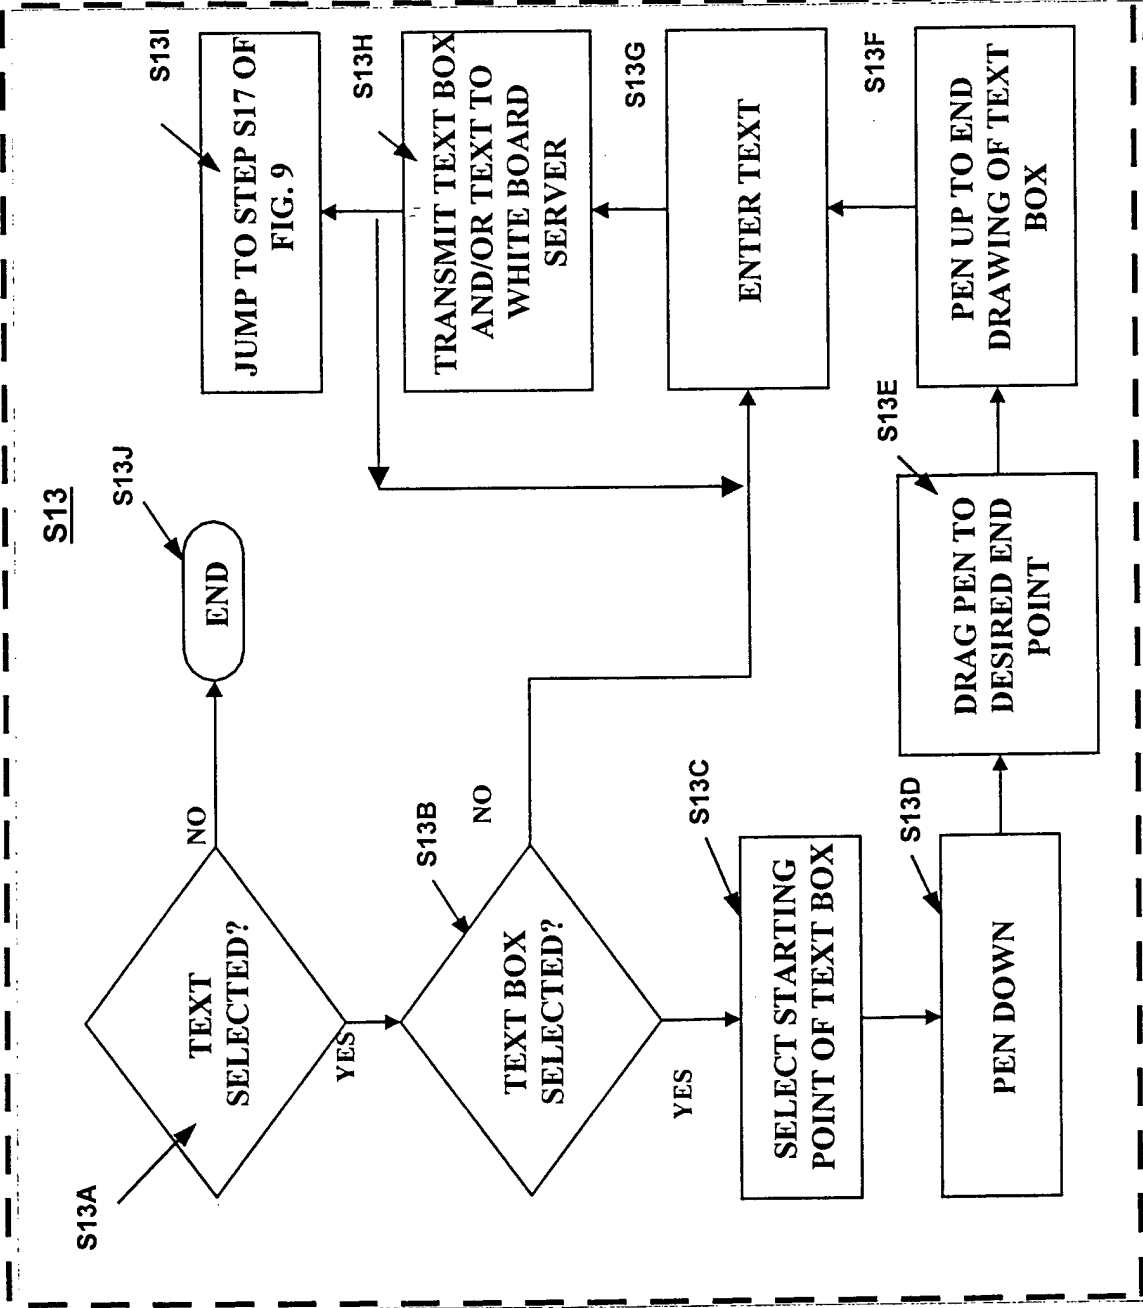 S13
S13A
TEXT
SELECTED?
NO
S13J
END
YES
S13B
TEXT BOX
SELECTED?
NO
YES
S13C
SELECT STARTING
POINT OF TEXT BOX
S13D
PEN DOWN
S13E
DRAG PEN TO
DESIRED END
POINT
S13F
PEN UP TO END
DRAWING OF TEXT
BOX
S13G
ENTER TEXT
S13H
TRANSMIT TEXT BOX
AND/OR TEXT TO
WHITE BOARD
SERVER
S13I
JUMP TO STEP S17 OF
FIG. 9